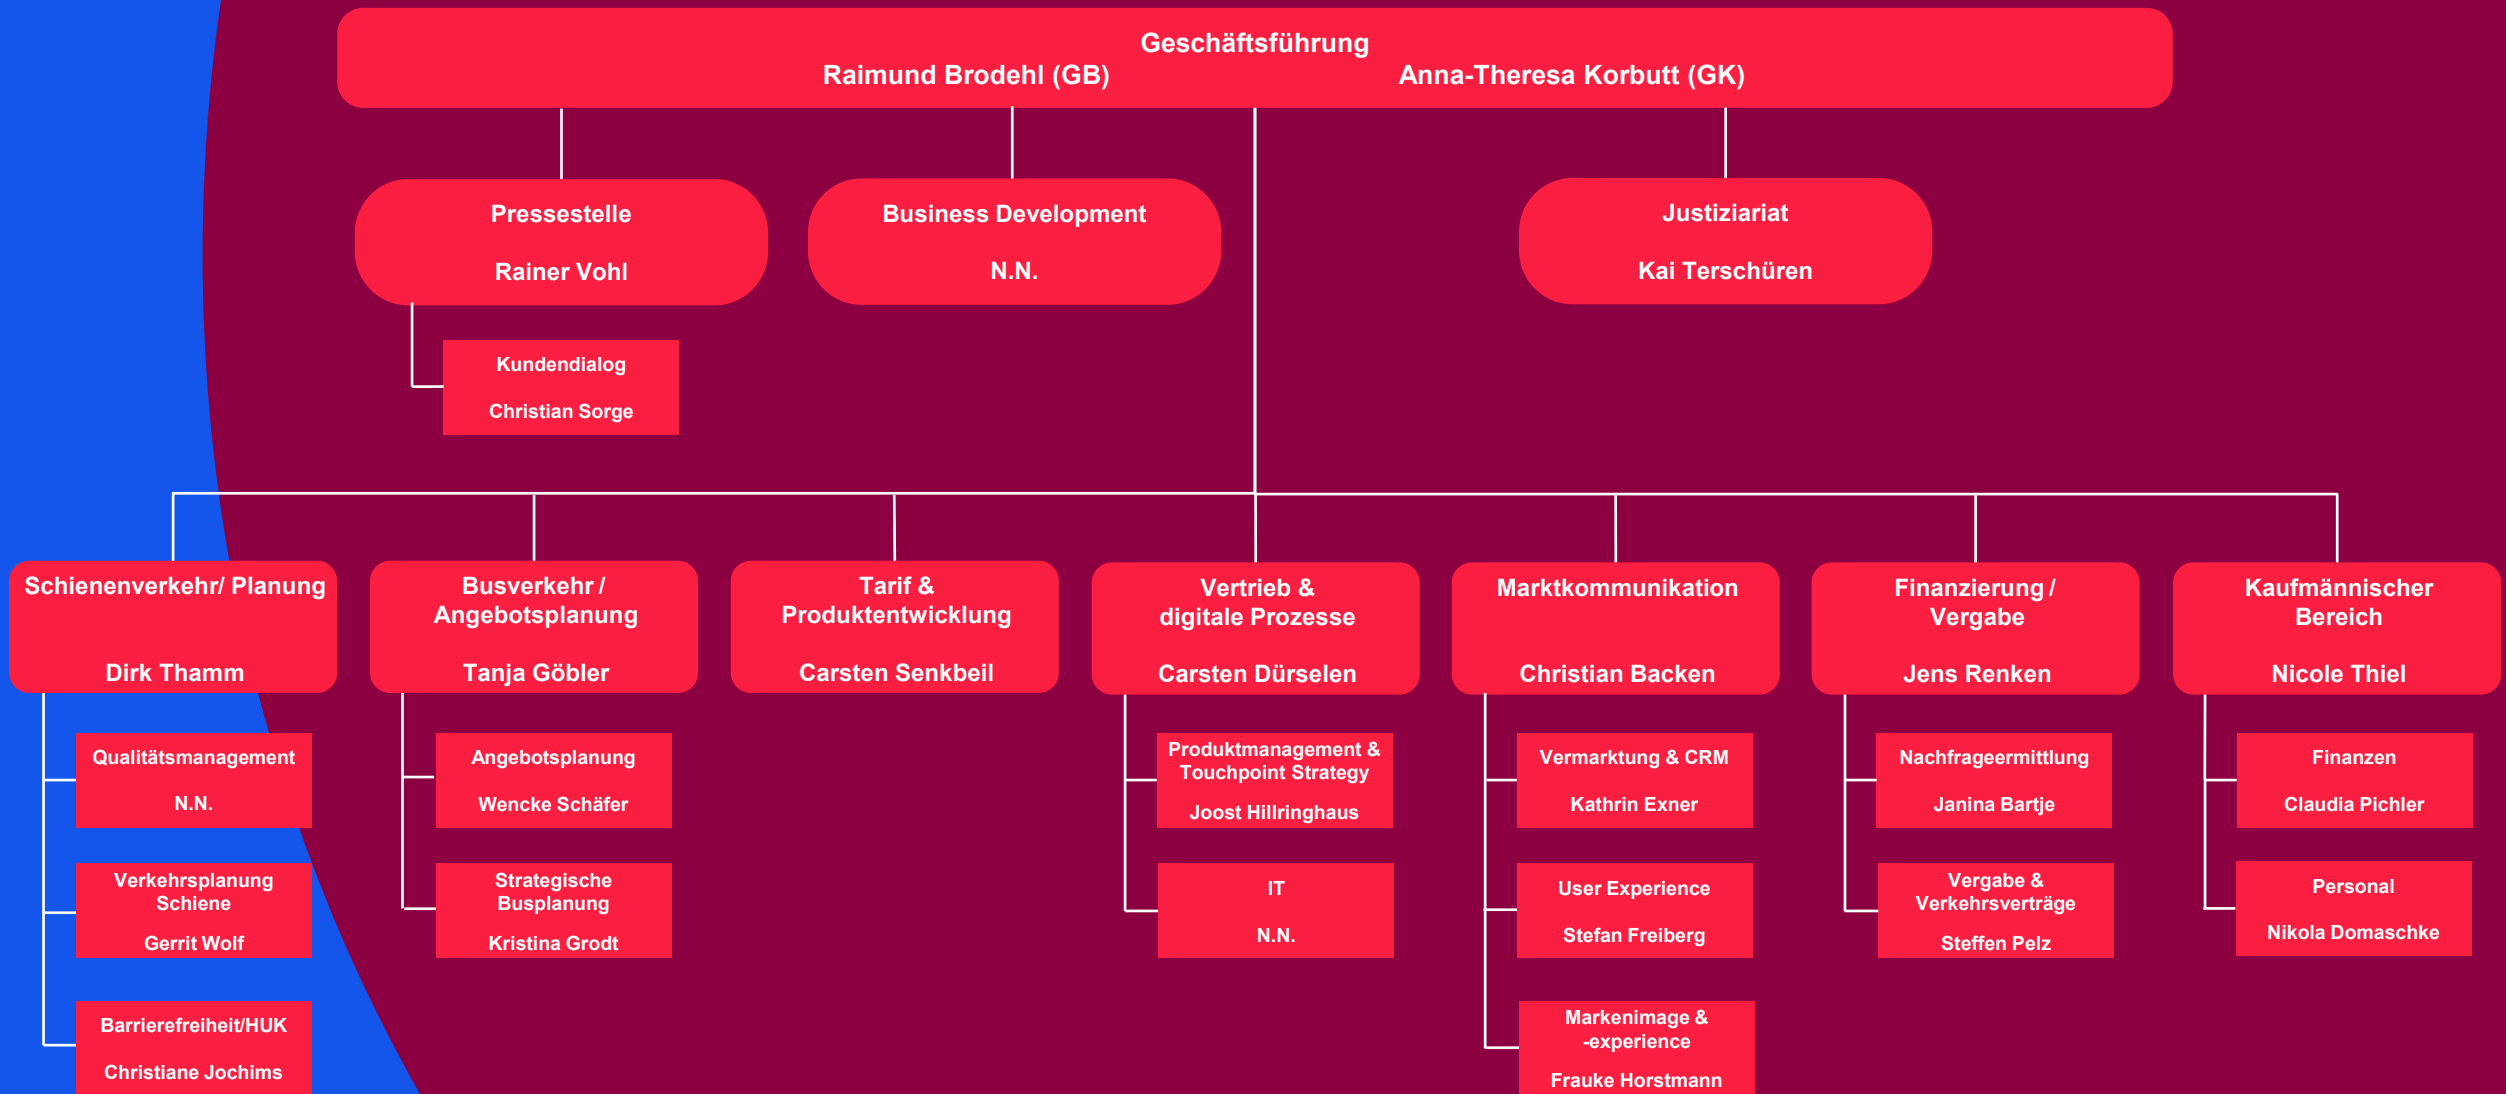 Geschäftsführung
Raimund Brodehl (GB) Anna-Theresa Korbutt (GK)
Pressestelle
Rainer Vohl
Business Development
N.N.
Justiziariat
Kai Terschüren
Kundendialog
Christian Sorge
Schienenverkehr/ Planung
Dirk Thamm
Busverkehr /
Angebotsplanung
Tanja Göbler
Tarif &
Produktentwicklung
Carsten Senkbeil
Vertrieb &
digitale Prozesse
Carsten Dürselen
Marktkommunikation
Christian Backen
Finanzierung /
Vergabe
Jens Renken
Kaufmännischer
Bereich
Nicole Thiel
Qualitätsmanagement
N.N.
Verkehrsplanung
Schiene
Gerrit Wolf
Barrierefreiheit/HUK
Christiane Jochims
Angebotsplanung
Wencke Schäfer
Strategische
Busplanung
Kristina Grodt
Produktmanagement &
Touchpoint Strategy
Joost Hillringhaus
IT
N.N.
Vermarktung & CRM
Kathrin Exner
User Experience
Stefan Freiberg
Markenimage &
-experience
Frauke Horstmann
Nachfrageermittlung
Janina Bartje
Vergabe &
Verkehrsverträge
Steffen Pelz
Finanzen
Claudia Pichler
Personal
Nikola Domaschke